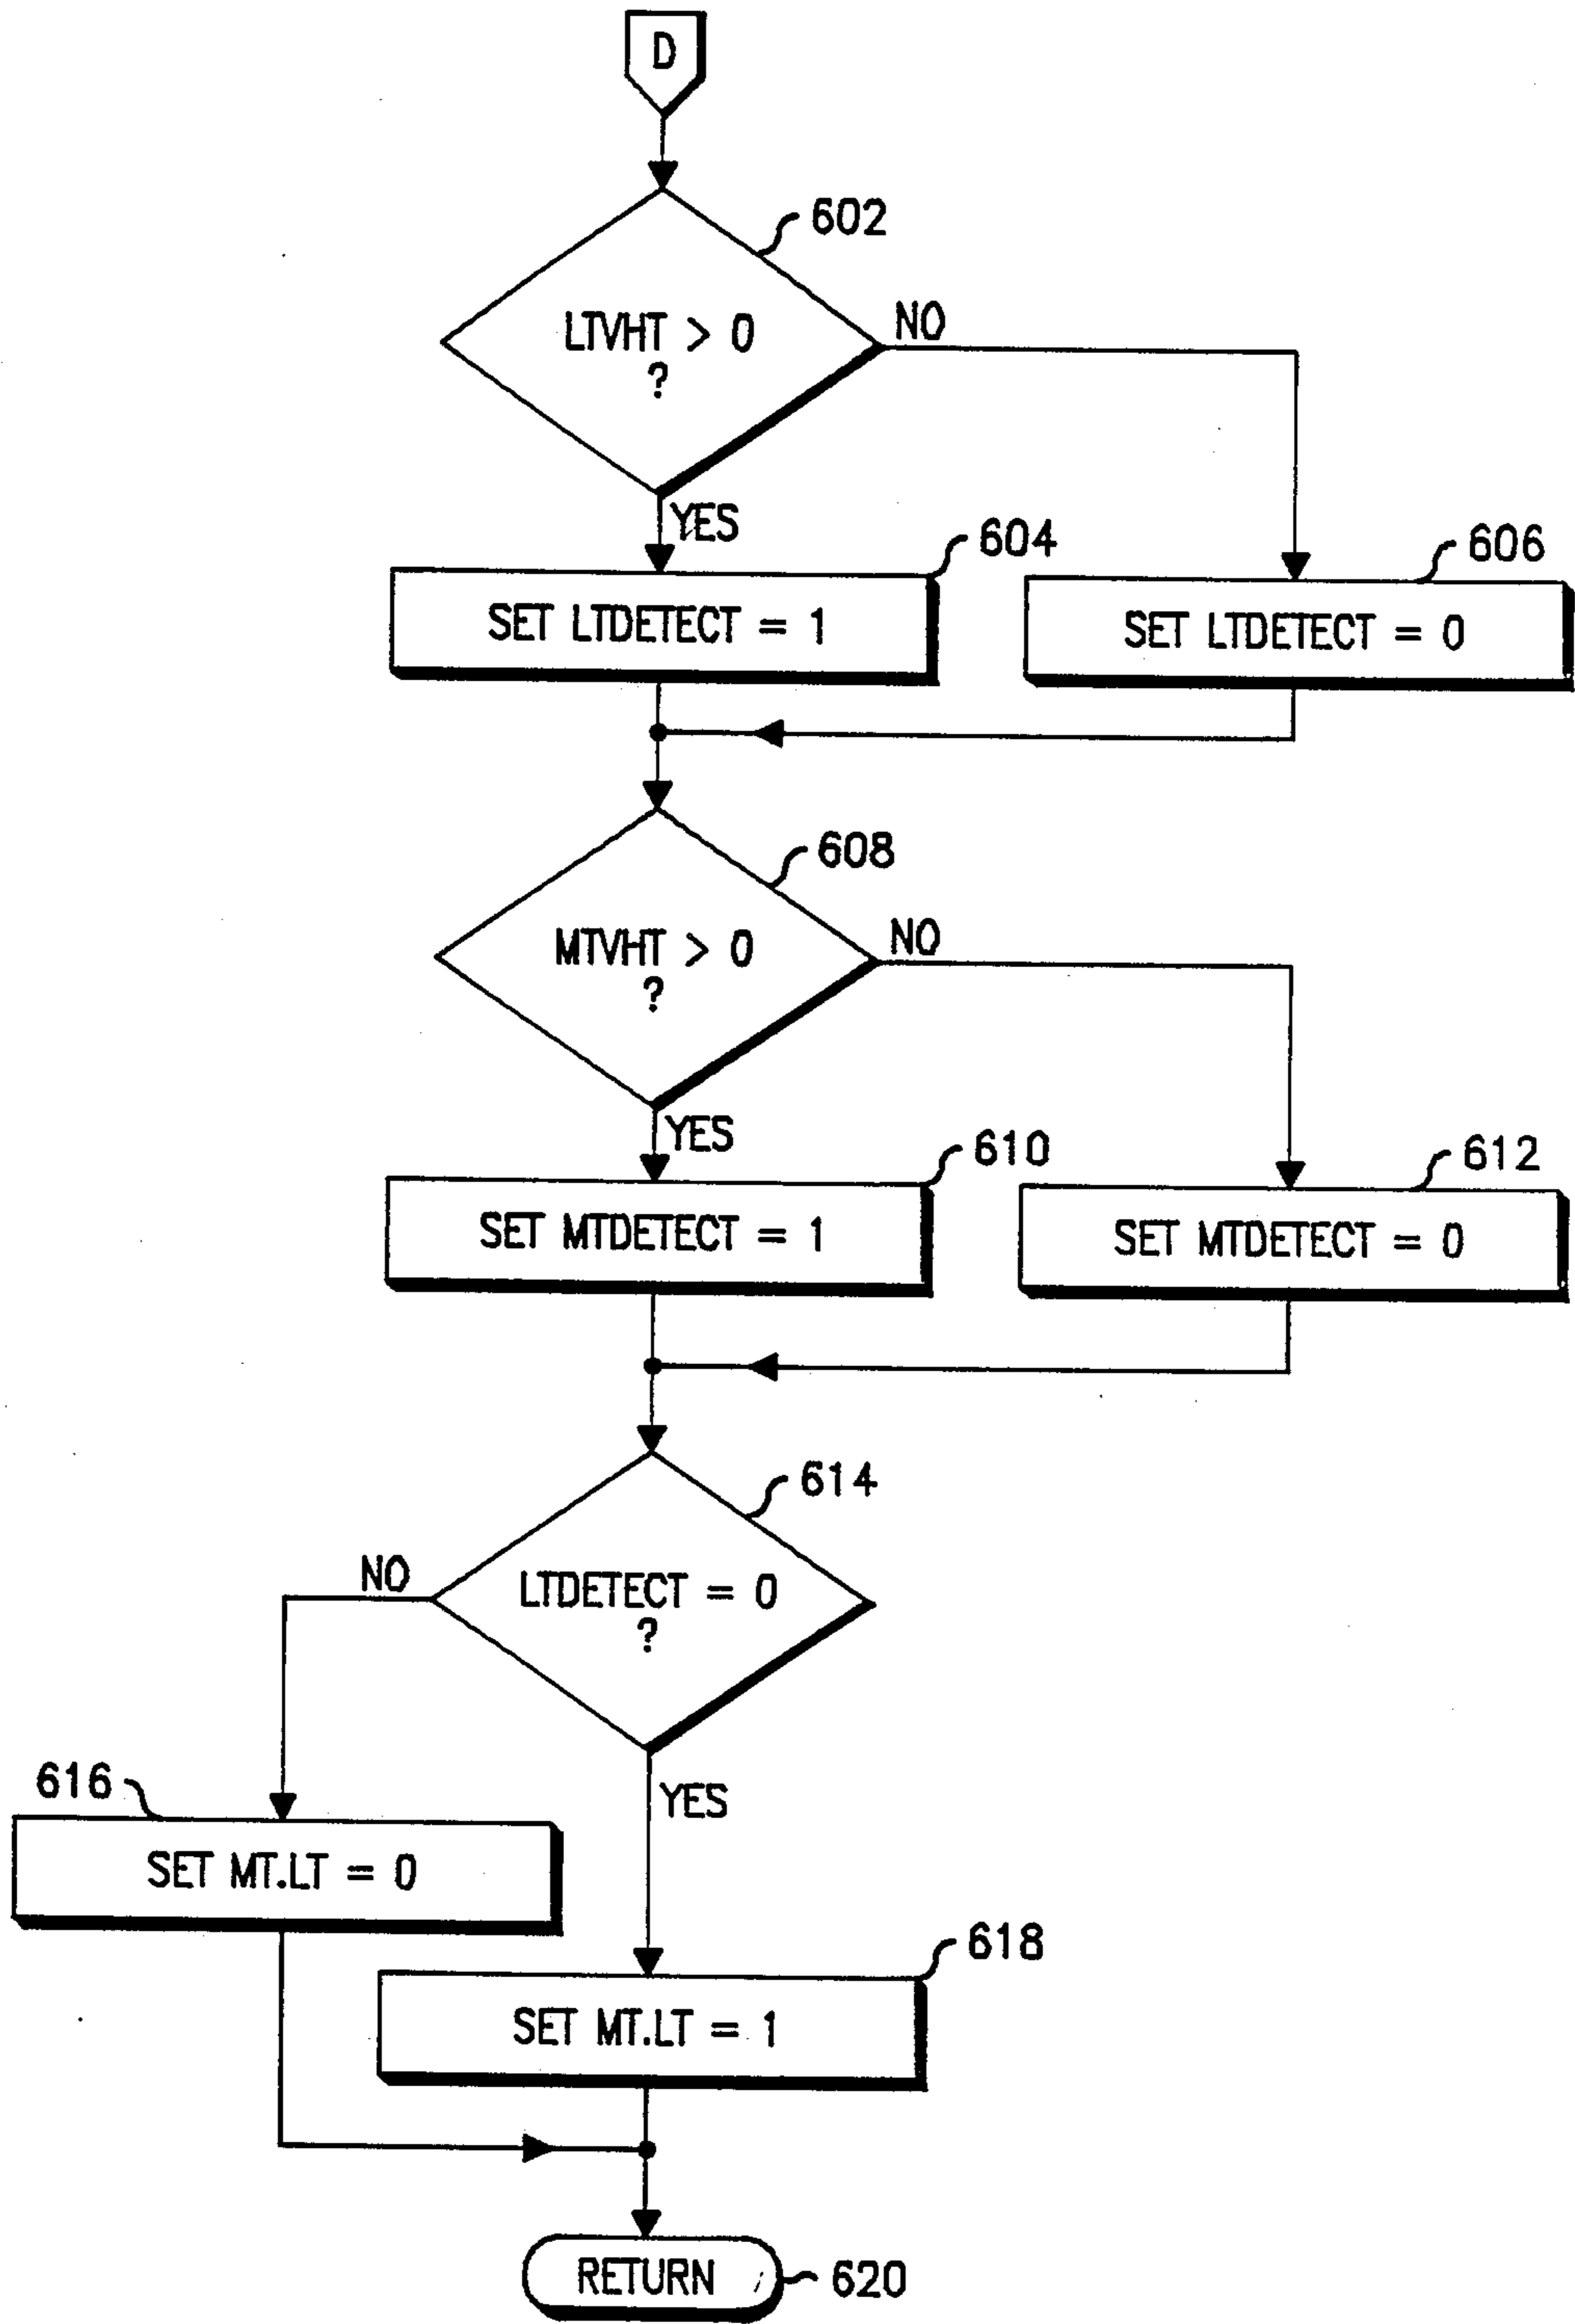 D
602
LTVHT > 0
?
NO
YES
604
606
SET LTDETECT = 1
SET LTDETECT = 0
608
MTVHT > 0
?
NO
YES
610
612
SET MTDETECT = 1
SET MTDETECT = 0
614
NO
LTDETECT = 0
?
616
YES
SET MT.LT = 0
618
SET MT.LT = 1
RETURN
620